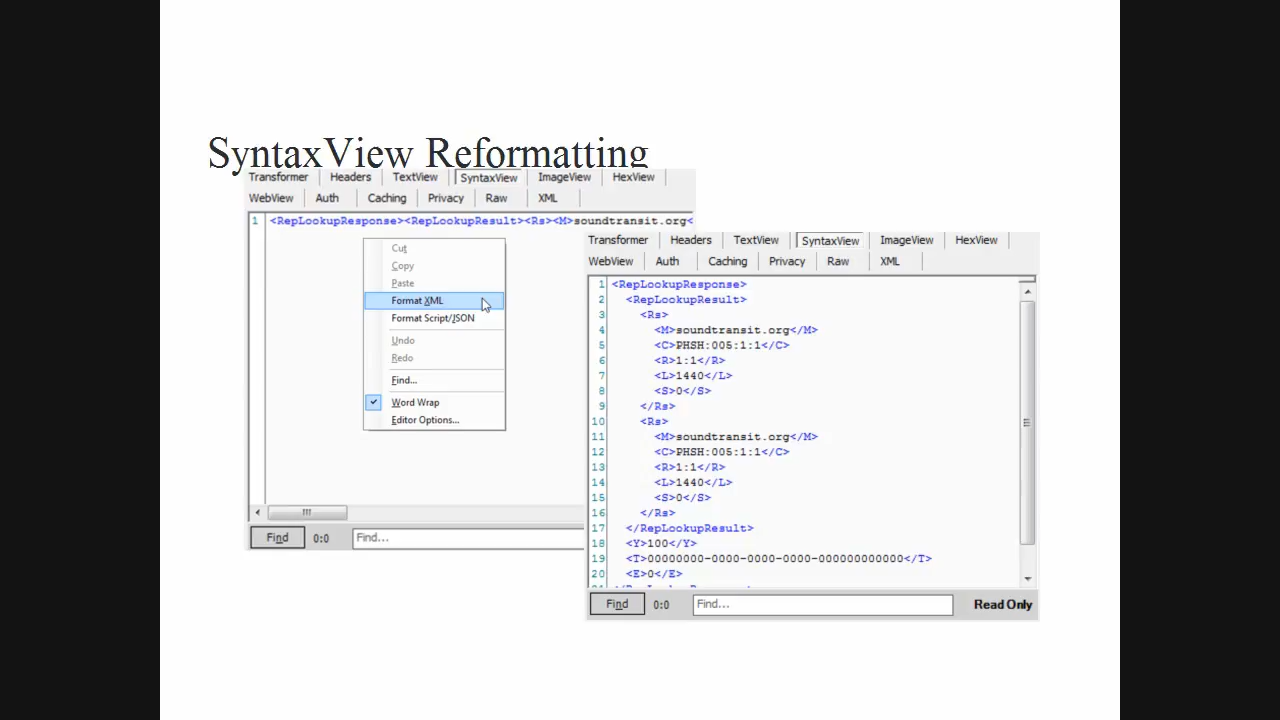 SyntaxView Reformatting
Transformer Headers TextView SyntaxView ImageView HexView
WebView Auth Caching Privacy Raw XML
1 <RepLookupResponse><RepLookupResult><Rs><M>soundtransit.org<
Cut
Copy
Paste
Format XML
Format Script/JSON
Undo
Redo
Find...
Word Wrap
Editor Options...
Find 0:0 Find...
Transformer Headers TextView SyntaxView ImageView HexView
WebView Auth Caching Privacy Raw XML
1 <RepLookupResponse>
2 <RepLookupResult>
3 <Rs>
4 <M>soundtransit.org</M>
5 <C>PHSH:005:1:1</C>
6 <R>1:1</R>
7 <L>1440</L>
8 <S>0</S>
9 </Rs>
10 <Rs>
11 <M>soundtransit.org</M>
12 <C>PHSH:005:1:1</C>
13 <R>1:1</R>
14 <L>1440</L>
15 <S>0</S>
16 </Rs>
17 </RepLookupResult>
18 <Y>100</Y>
19 <T>00000000-0000-0000-0000-000000000000</T>
20 <E>0</E>
Find 0:0 Find... Read Only